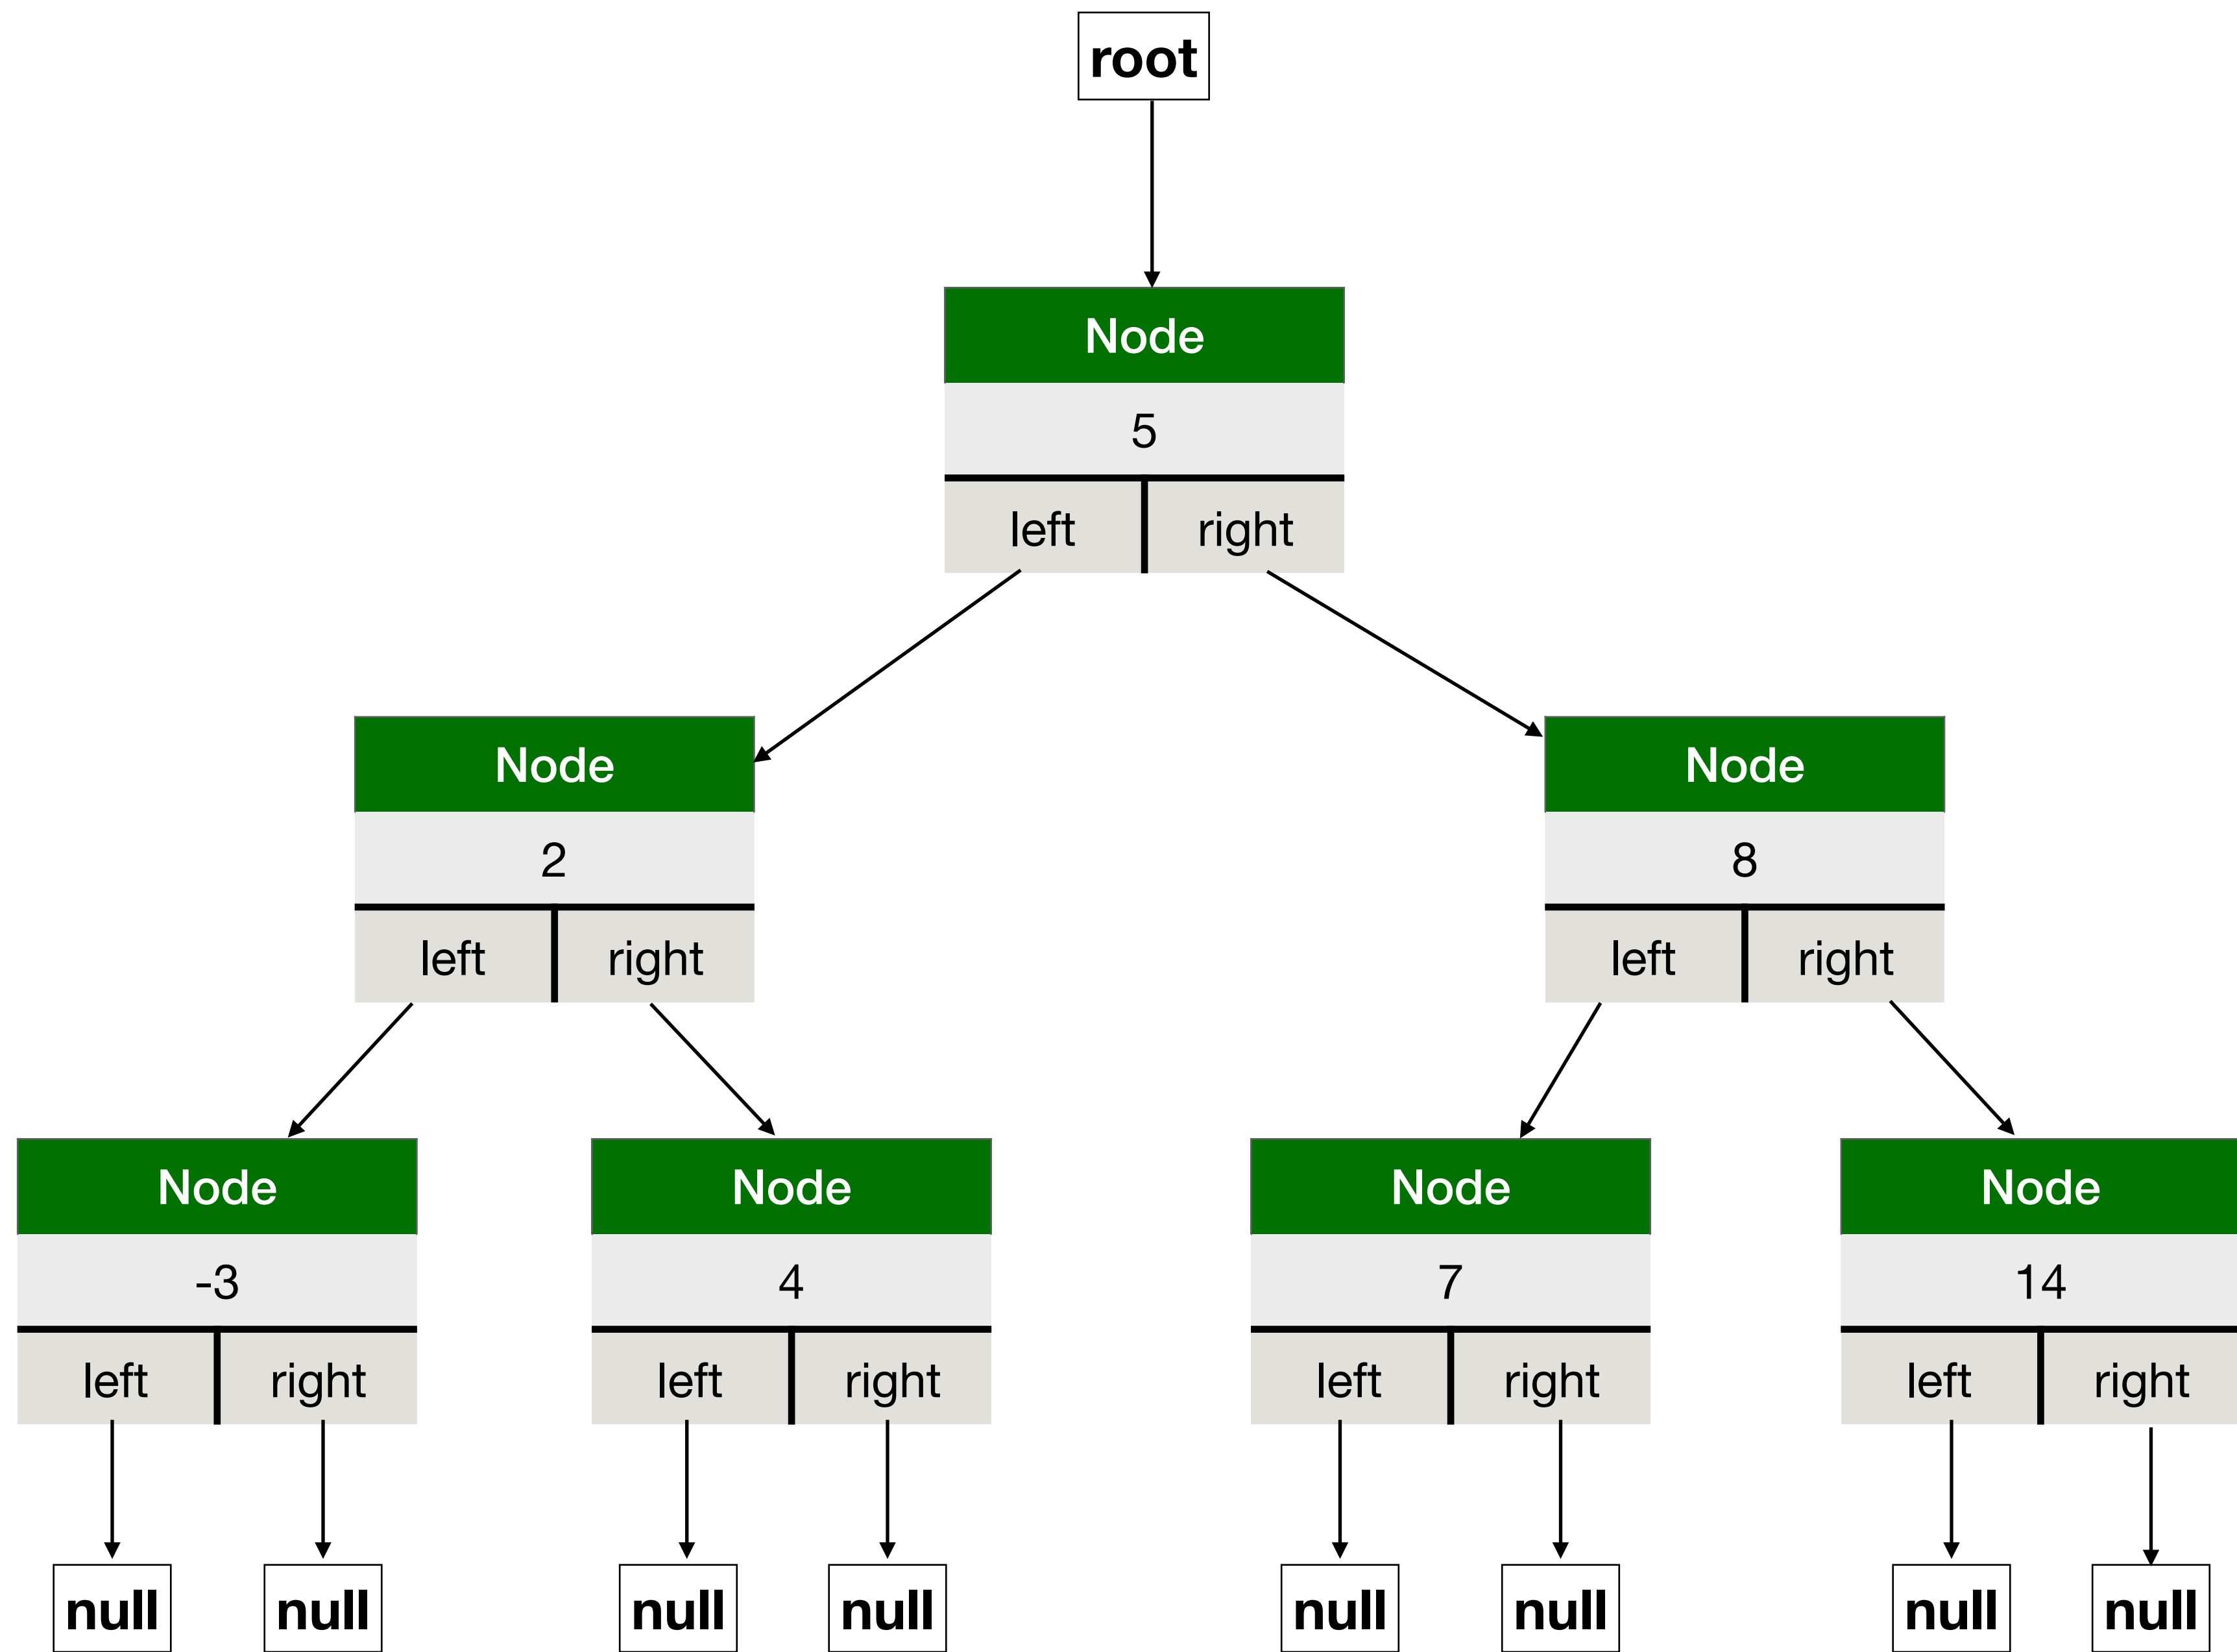 root
Node
5
left right
Node Node
2 8
left right left right
Node Node Node Node
-3 4 7 14
left right left right left right left right
null null null null null null null null